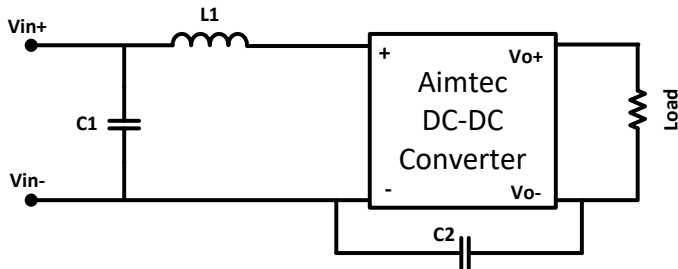 Vin+
L1
C1
Vin-
+
-
Aimtec
DC-DC
Converter
Vo+
Vo-
Load
C2